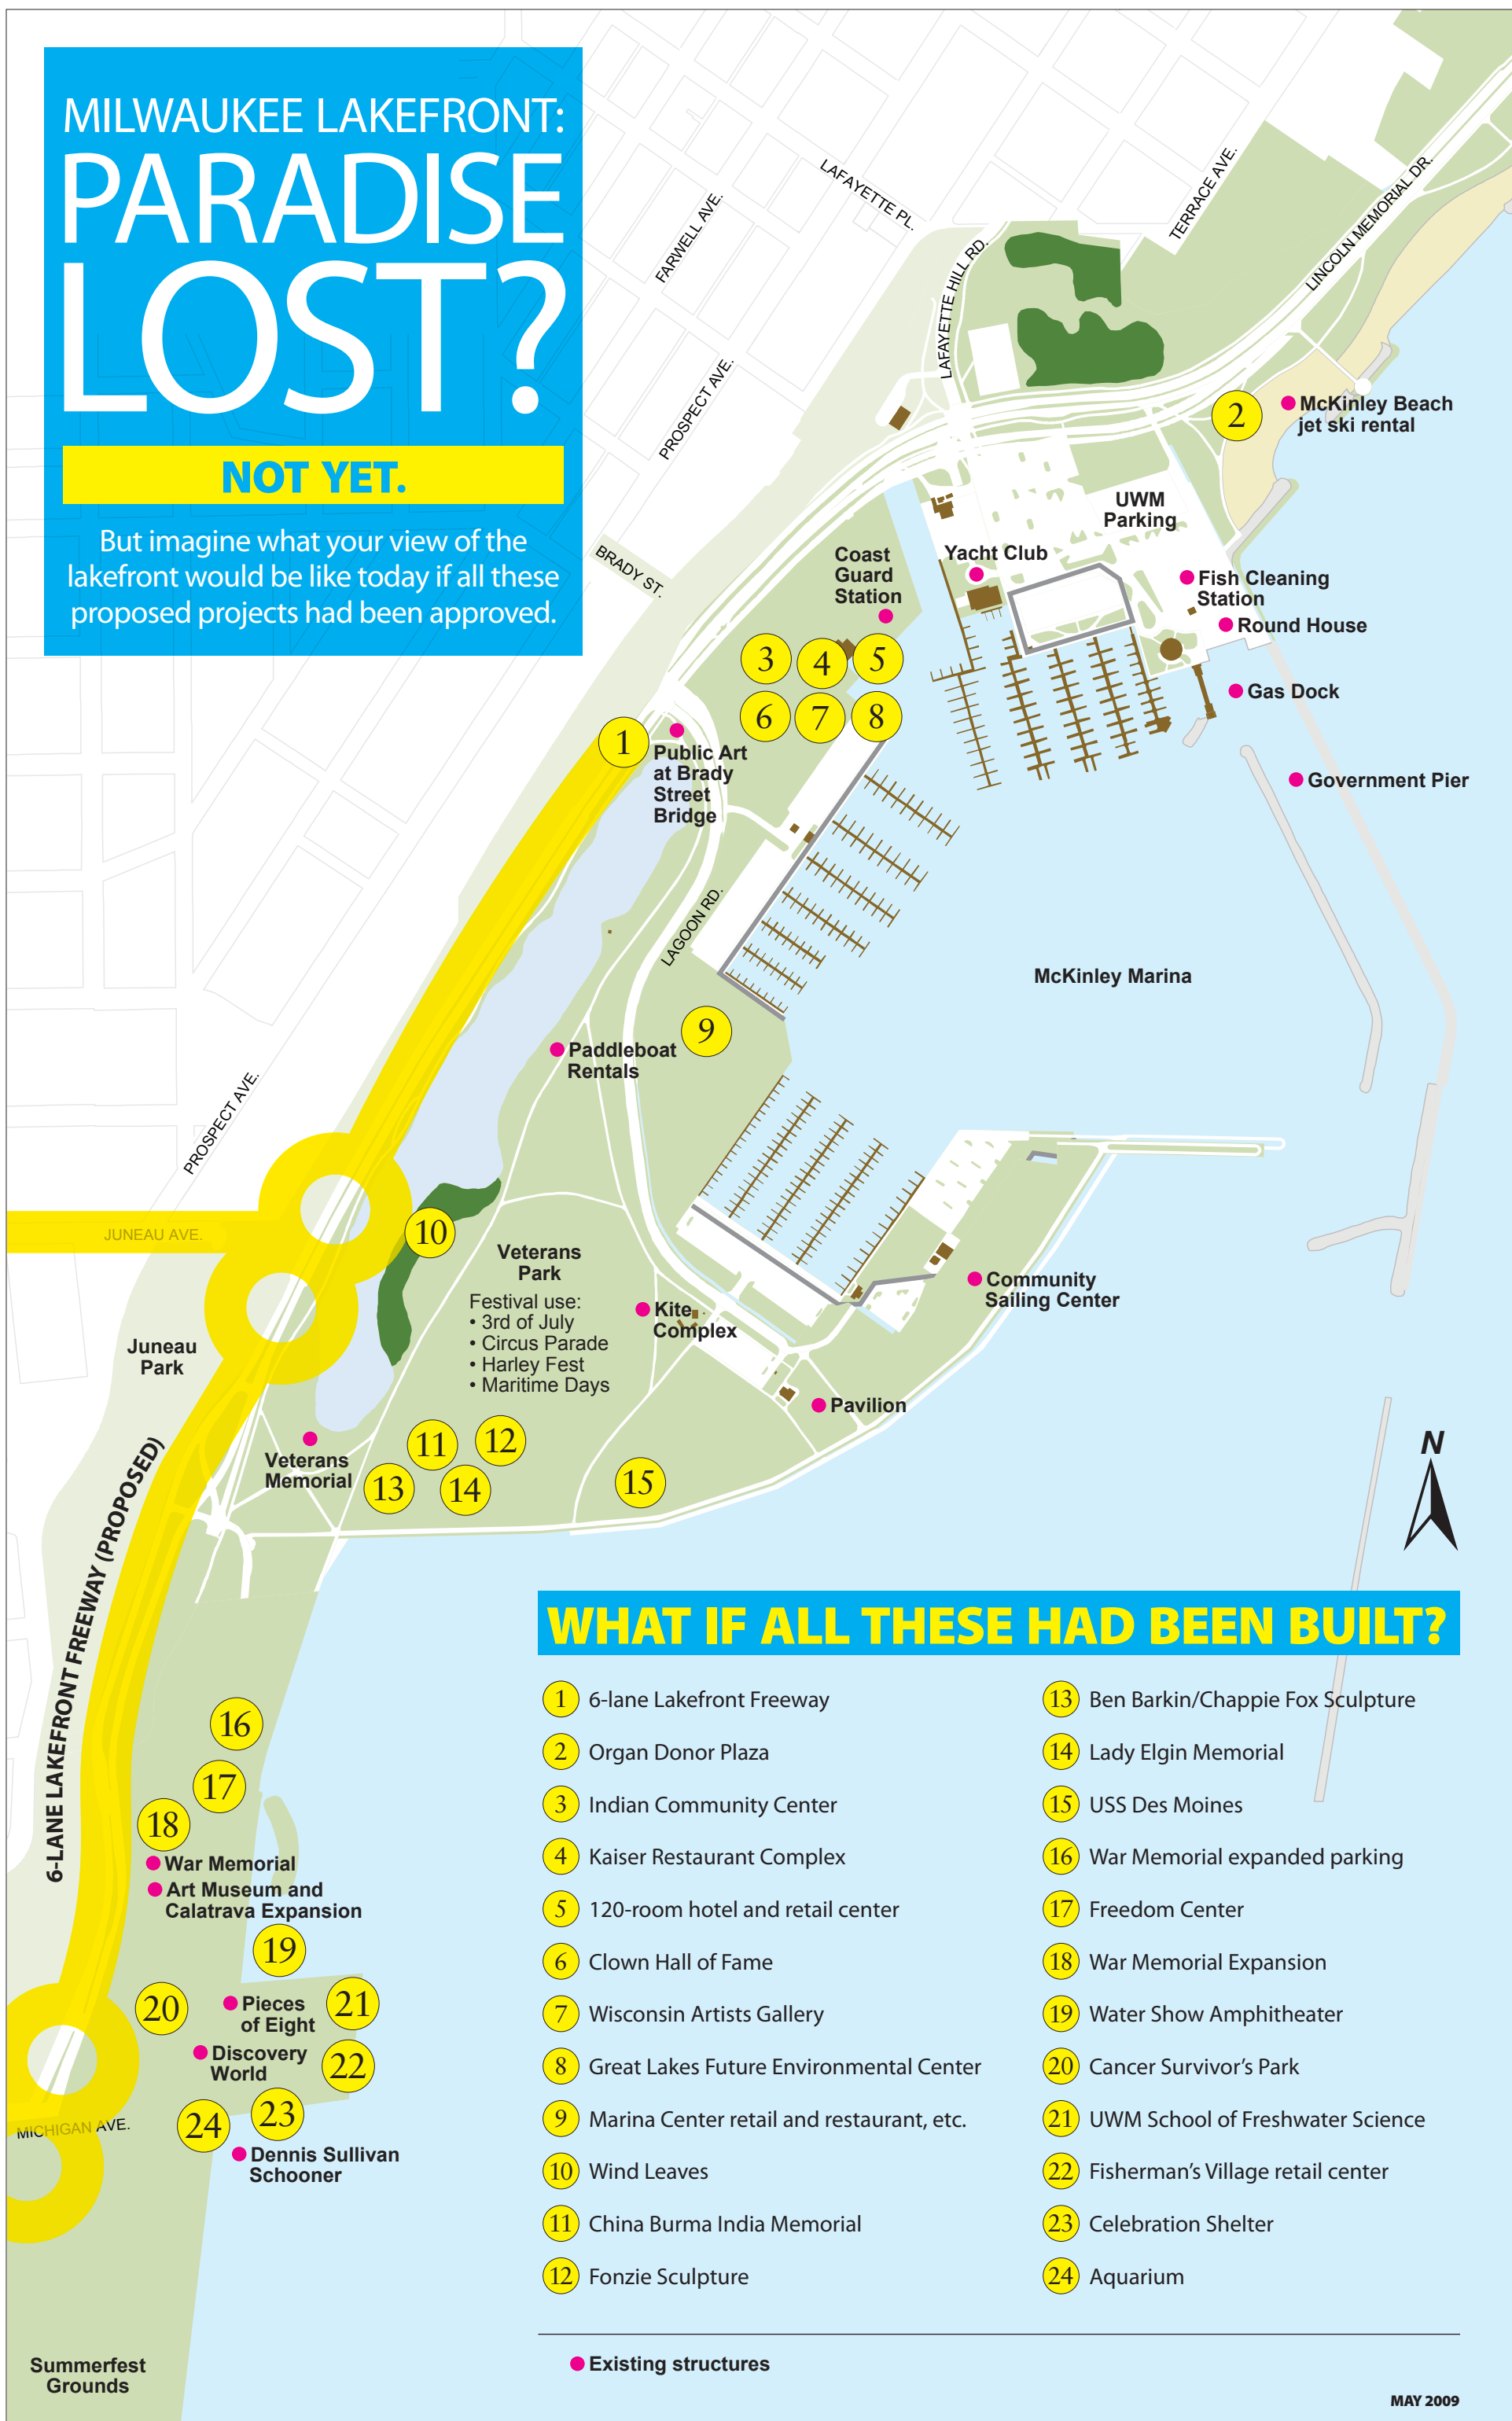 MILWAUKEE LAKEFRONT:
PARADISE
LOST?
NOT YET.
But imagine what your view of the
lakefront would be like today if all these
proposed projects had been approved.
LAFAYETTE PL.
FARWELL AVE.
TERRACE AVE.
LINCOLN MEMORIAL DR.
LAFAYETTE HILL RD.
PROSPECT AVE.
BRADY ST.
2
McKinley Beach
jet ski rental
UWM
Parking
Coast
Guard
Station
Yacht Club
Fish Cleaning
Station
Round House
Gas Dock
Government Pier
3
4
5
6
7
8
1
Public Art
at Brady
Street
Bridge
LAGOON RD.
McKinley Marina
9
Paddleboat
Rentals
PROSPECT AVE.
JUNEAU AVE.
10
Veterans
Park
Festival use:
• 3rd of July
• Circus Parade
• Harley Fest
• Maritime Days
Kite
Complex
Community
Sailing Center
Juneau
Park
Pavilion
Veterans
Memorial
11
12
13
14
15
N
6-LANE LAKEFRONT FREEWAY (PROPOSED)
16
17
18
War Memorial
Art Museum and
Calatrava Expansion
19
20
Pieces
of Eight
21
Discovery
World
22
23
24
MICHIGAN AVE.
Dennis Sullivan
Schooner
Summerfest
Grounds
WHAT IF ALL THESE HAD BEEN BUILT?
1 6-lane Lakefront Freeway
2 Organ Donor Plaza
3 Indian Community Center
4 Kaiser Restaurant Complex
5 120-room hotel and retail center
6 Clown Hall of Fame
7 Wisconsin Artists Gallery
8 Great Lakes Future Environmental Center
9 Marina Center retail and restaurant, etc.
10 Wind Leaves
11 China Burma India Memorial
12 Fonzie Sculpture
13 Ben Barkin/Chappie Fox Sculpture
14 Lady Elgin Memorial
15 USS Des Moines
16 War Memorial expanded parking
17 Freedom Center
18 War Memorial Expansion
19 Water Show Amphitheater
20 Cancer Survivor’s Park
21 UWM School of Freshwater Science
22 Fisherman’s Village retail center
23 Celebration Shelter
24 Aquarium
Existing structures
MAY 2009